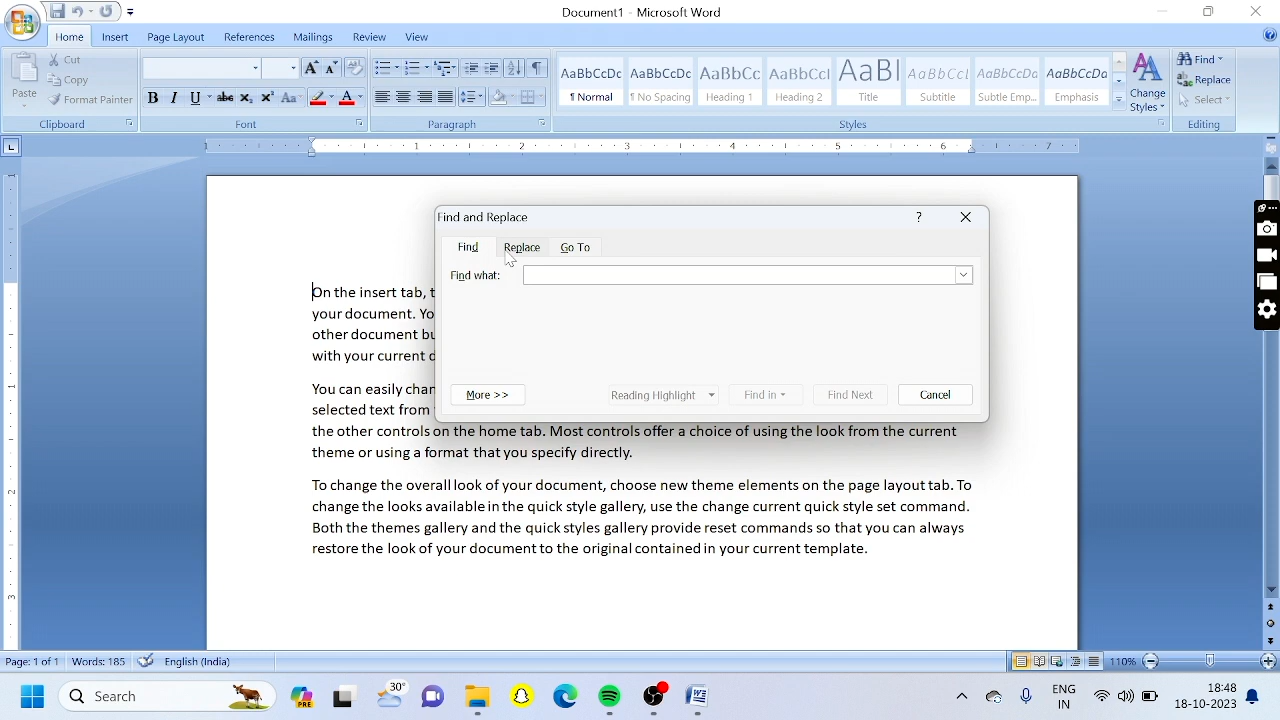 Document1 - Microsoft Word
Home Insert Page Layout References Mailings Review View
Paste Cut Copy Format Painter
AaBbCcDc AaBbCcDc AaBbCc AaBbCcI AaBI AaBbCcL AaBbCcDa AaBbCcDa
¶ Normal ¶ No Spacing Heading 1 Heading 2 Title Subtitle Subtle Emp... Emphasis
Change Styles
Find Replace Select
Clipboard Font Paragraph Styles Editing
1 2 3 4 5 6 7
Find and Replace
Find Replace Go To
Find what:
More >> Reading Highlight Find in Find Next Cancel
On the insert tab, t
your document. Yo
other document bu
with your current d
You can easily chan
selected text from
the other controls on the home tab. Most controls offer a choice of using the look from the current
theme or using a format that you specify directly.
To change the overall look of your document, choose new theme elements on the page layout tab. To
change the looks available in the quick style gallery, use the change current quick style set command.
Both the themes gallery and the quick styles gallery provide reset commands so that you can always
restore the look of your document to the original contained in your current template.
Page: 1 of 1 Words: 185 English (India) 110%
Search PRE 30° ENG IN 18:48 18-10-2023